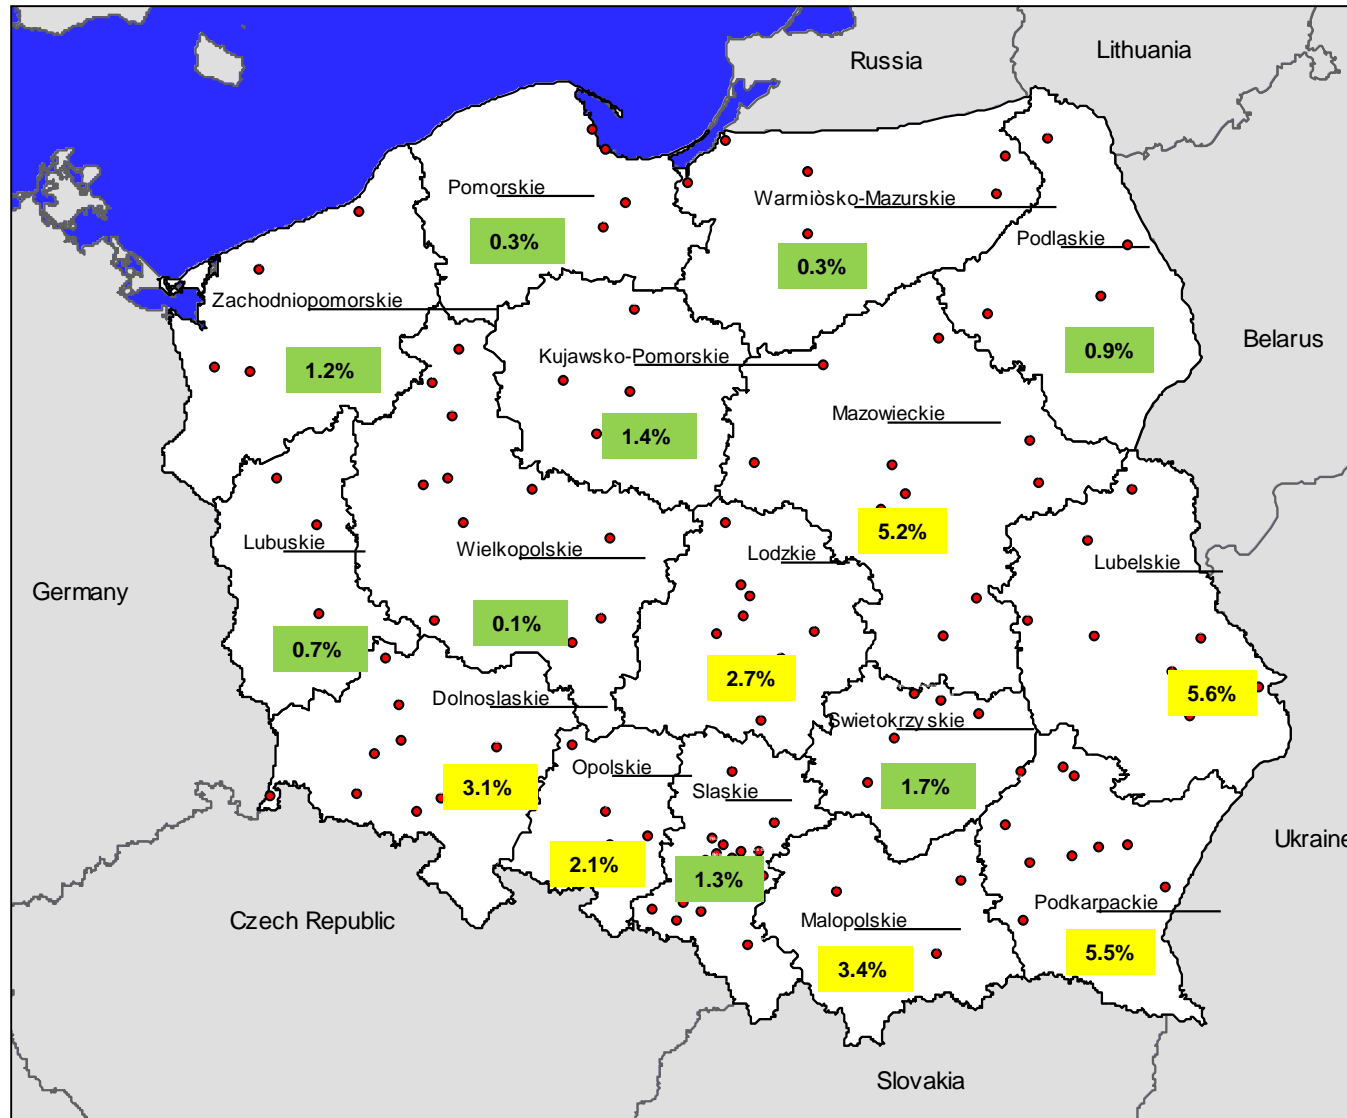 Lithuania
Russia
Pomorskie
Warmiòsko-Mazurskie
0.3%
Podlaskie
0.3%
Zachodniopomorskie
Belarus
Kujawsko-Pomorskie
0.9%
1.2%
Mazowieckie
1.4%
5.2%
Lubuskie
Wielkopolskie
Lodzkie
Lubelskie
Germany
0.1%
0.7%
2.7%
5.6%
Dolnoslaskie
Swietokrzyskie
Opolskie
Slaskie
3.1%
1.7%
Ukraine
2.1%
1.3%
Podkarpackie
Czech Republic
Malopolskie
5.5%
3.4%
Slovakia